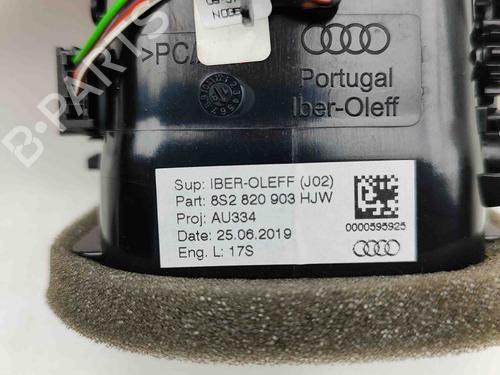 >PC/
Portugal
Iber-Oleff
Sup: IBER-OLEFF (J02)
Part: 8S2 820 903 HJW
Proj: AU334
Date: 25.06.2019
Eng. L: 17S
0000595925
B-PARTS